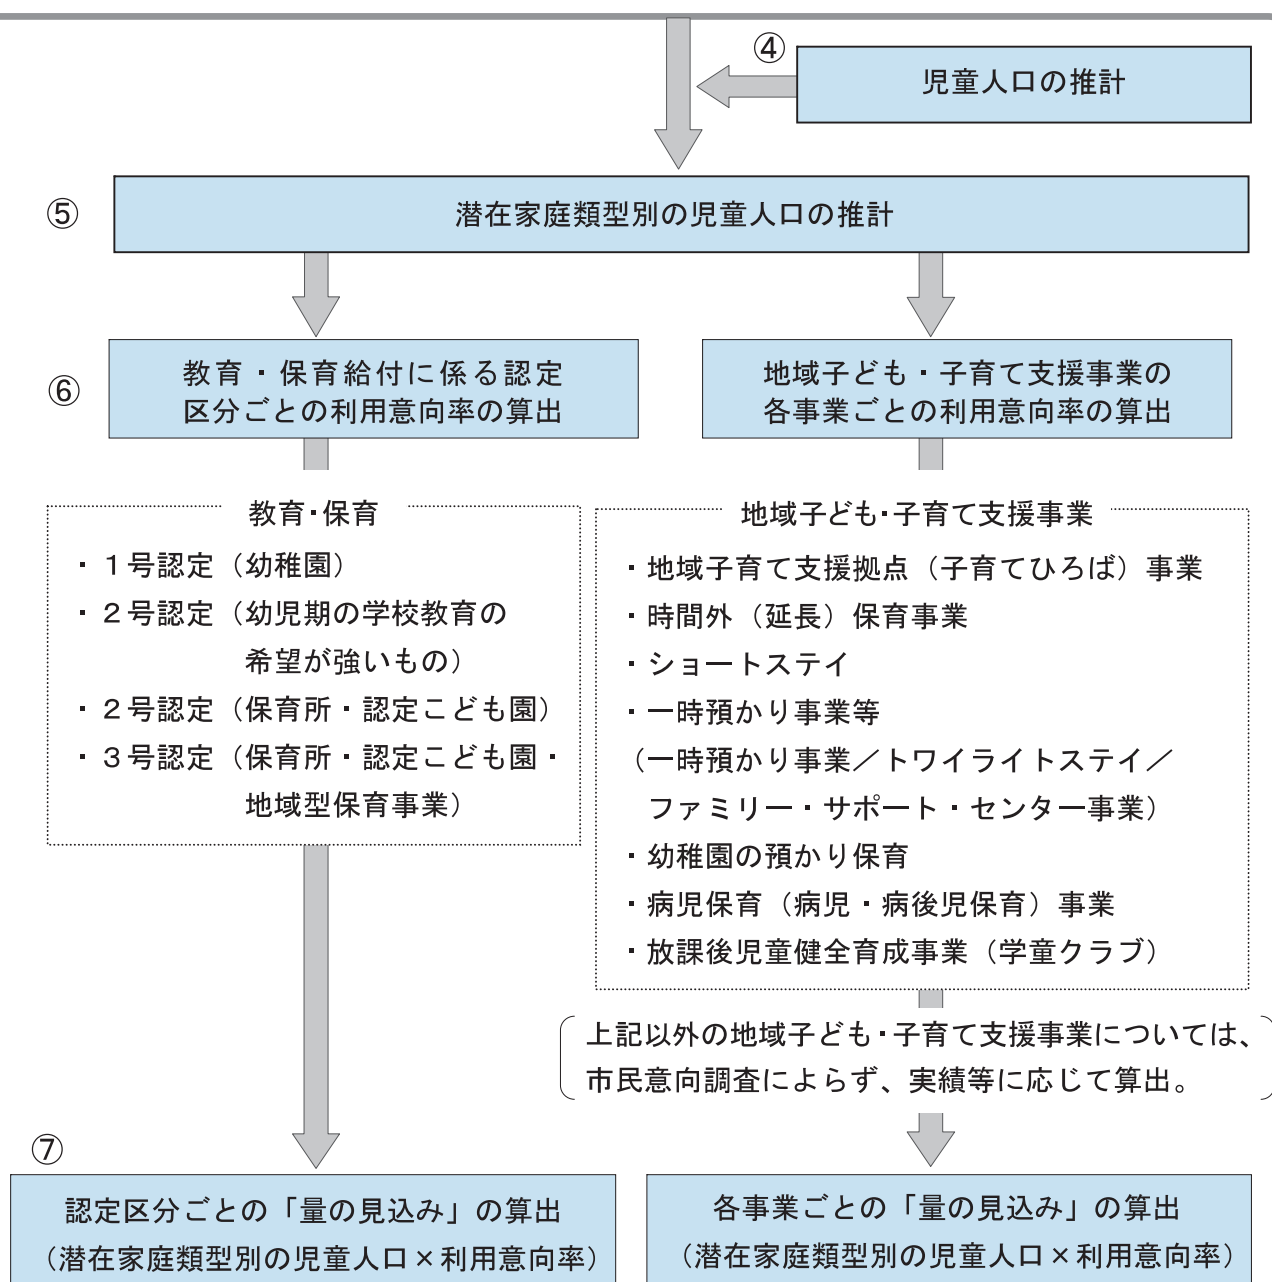 ④
児童人口の推計
⑤
潜在家庭類型別の児童人口の推計
⑥
教育・保育給付に係る認定
区分ごとの利用意向率の算出
地域子ども・子育て支援事業の
各事業ごとの利用意向率の算出
教育・保育
・１号認定（幼稚園）
・２号認定（幼児期の学校教育の
希望が強いもの）
・２号認定（保育所・認定こども園）
・３号認定（保育所・認定こども園・
地域型保育事業）
地域子ども・子育て支援事業
・地域子育て支援拠点（子育てひろば）事業
・時間外（延長）保育事業
・ショートステイ
・一時預かり事業等
（一時預かり事業／トワイライトステイ／
ファミリー・サポート・センター事業）
・幼稚園の預かり保育
・病児保育（病児・病後児保育）事業
・放課後児童健全育成事業（学童クラブ）
上記以外の地域子ども・子育て支援事業については、
市民意向調査によらず、実績等に応じて算出。
⑦
認定区分ごとの「量の見込み」の算出
（潜在家庭類型別の児童人口×利用意向率）
各事業ごとの「量の見込み」の算出
（潜在家庭類型別の児童人口×利用意向率）